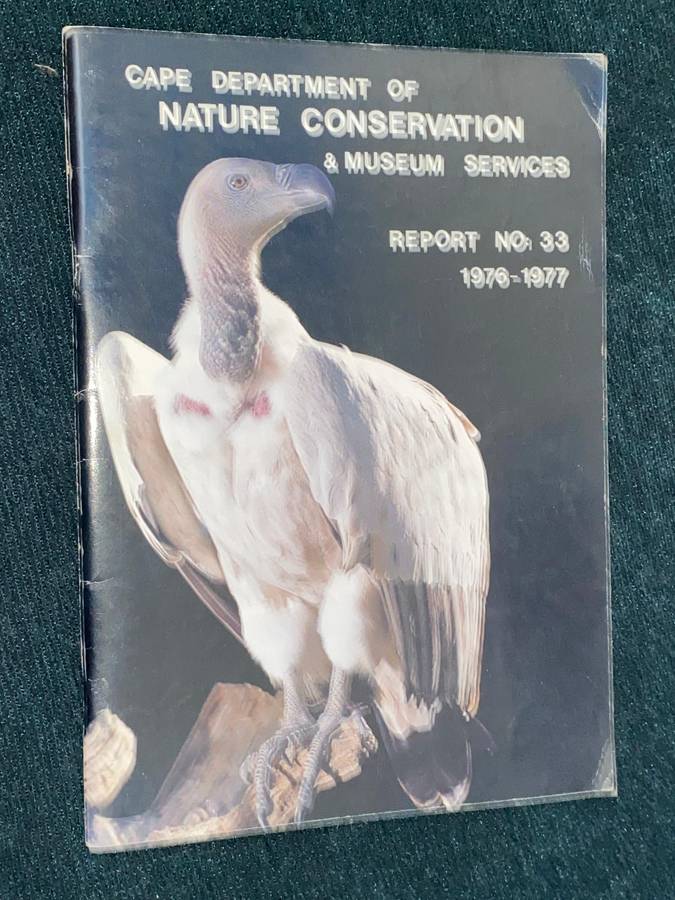 CAPE DEPARTMENT OF
NATURE CONSERVATION
& MUSEUM SERVICES
REPORT NO: 33
1976-1977